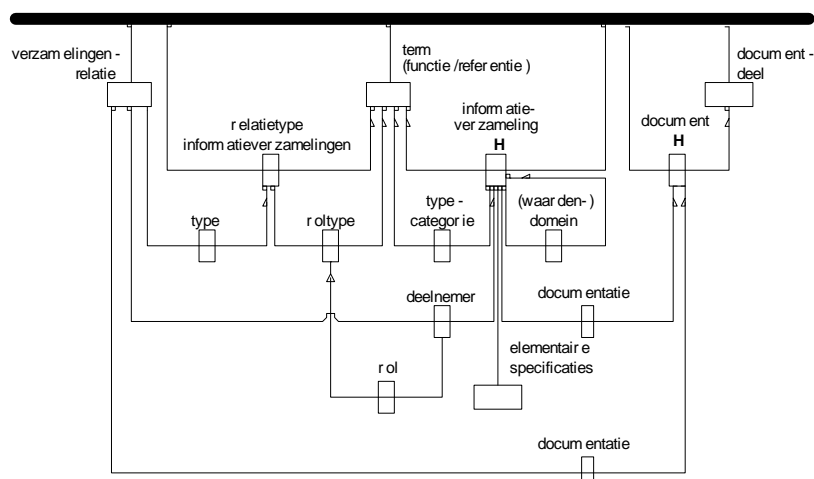 verzamelingen-
relatie
term
(functie/referentie)
document-
deel
informatie-
verzameling
H
document
H
relatietype
informatieverzamelingen
type
roltype
type-
categorie
(waarden-)
domein
deelnemer
documentatie
elementaire
specificaties
rol
documentatie